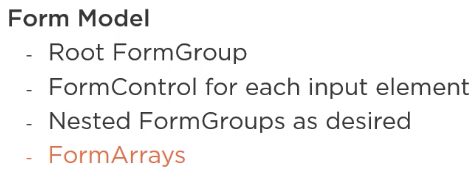 Form Model
- Root FormGroup
- FormControl for each input element
- Nested FormGroups as desired
- FormArrays